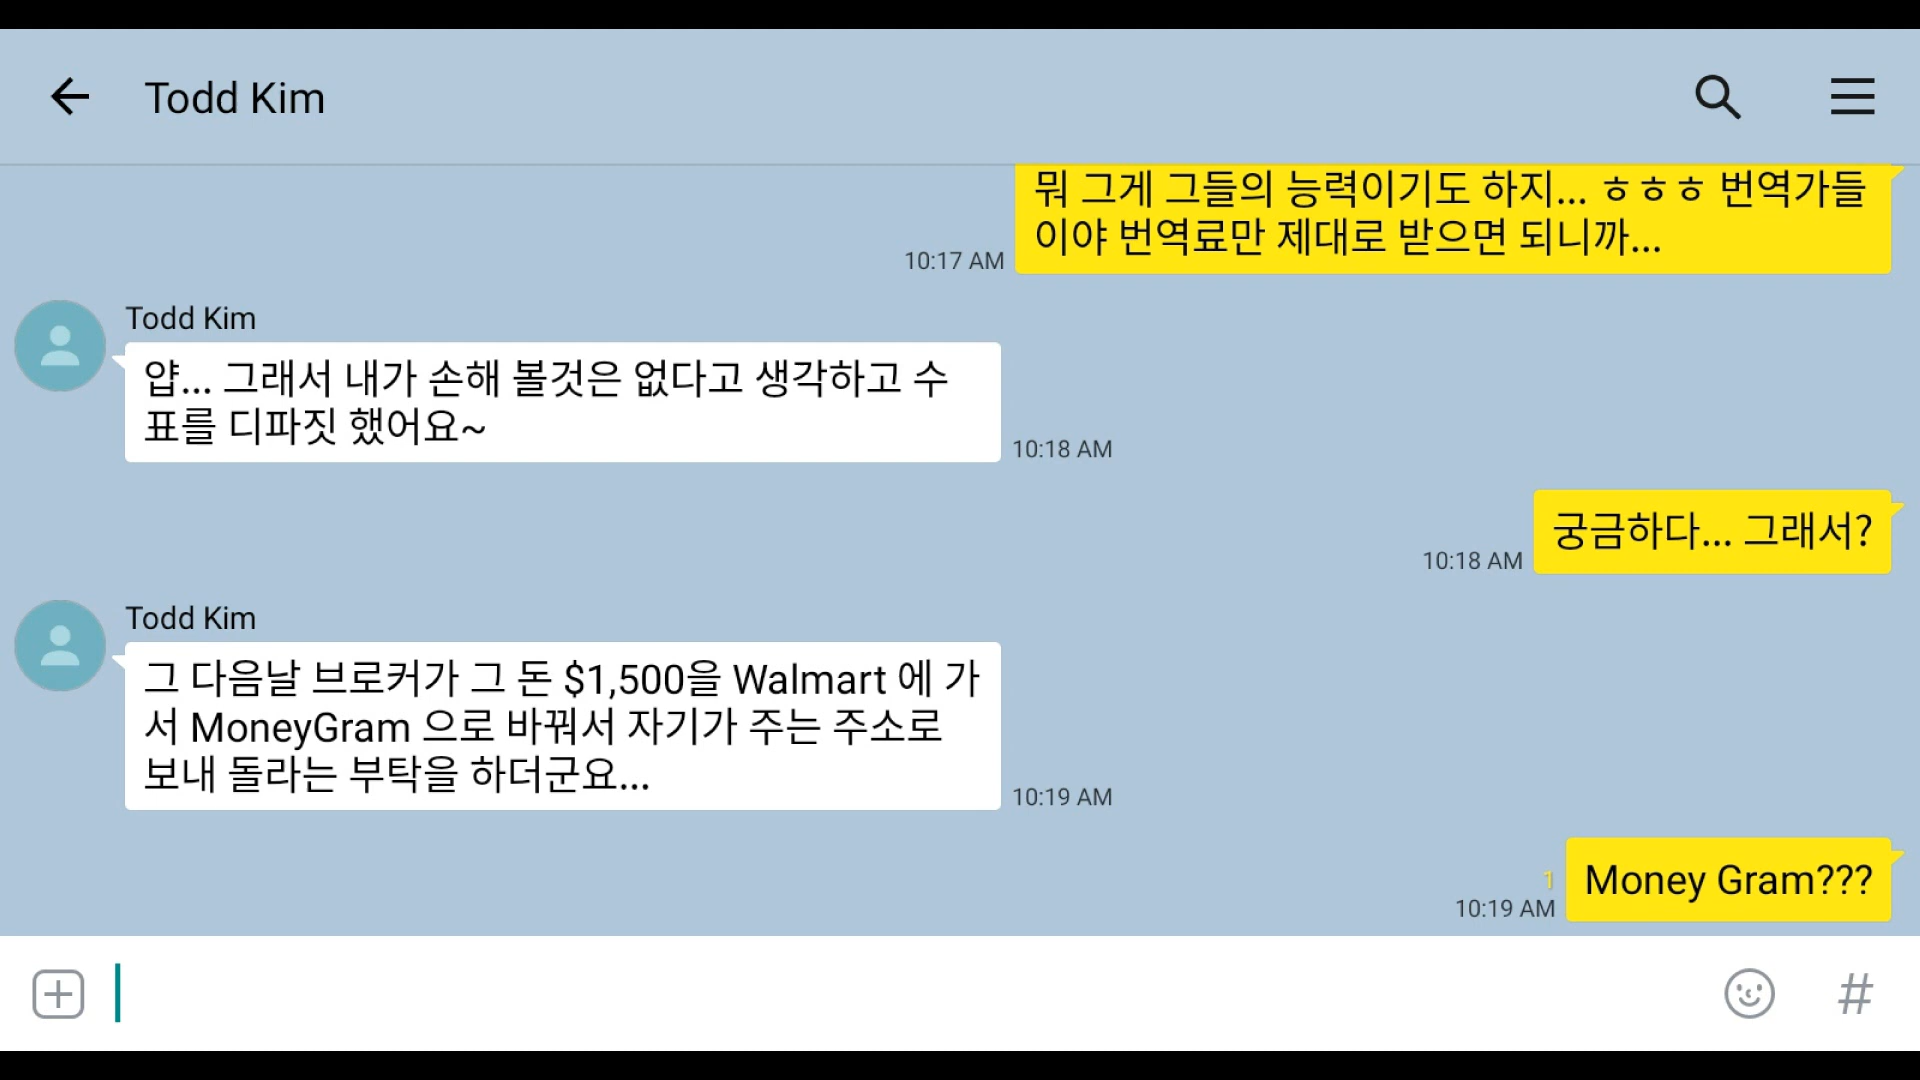 Todd Kim
뭐 그게 그들의 능력이기도 하지... ㅎㅎㅎ 번역가들
이야 번역료만 제대로 받으면 되니까...
10:17 AM
Todd Kim
얍... 그래서 내가 손해 볼것은 없다고 생각하고 수
표를 디파짓 했어요~
10:18 AM
궁금하다... 그래서?
10:18 AM
Todd Kim
그 다음날 브로커가 그 돈 $1,500을 Walmart 에 가
서 MoneyGram 으로 바꿔서 자기가 주는 주소로
보내 돌라는 부탁을 하더군요...
10:19 AM
Money Gram???
1
10:19 AM
#